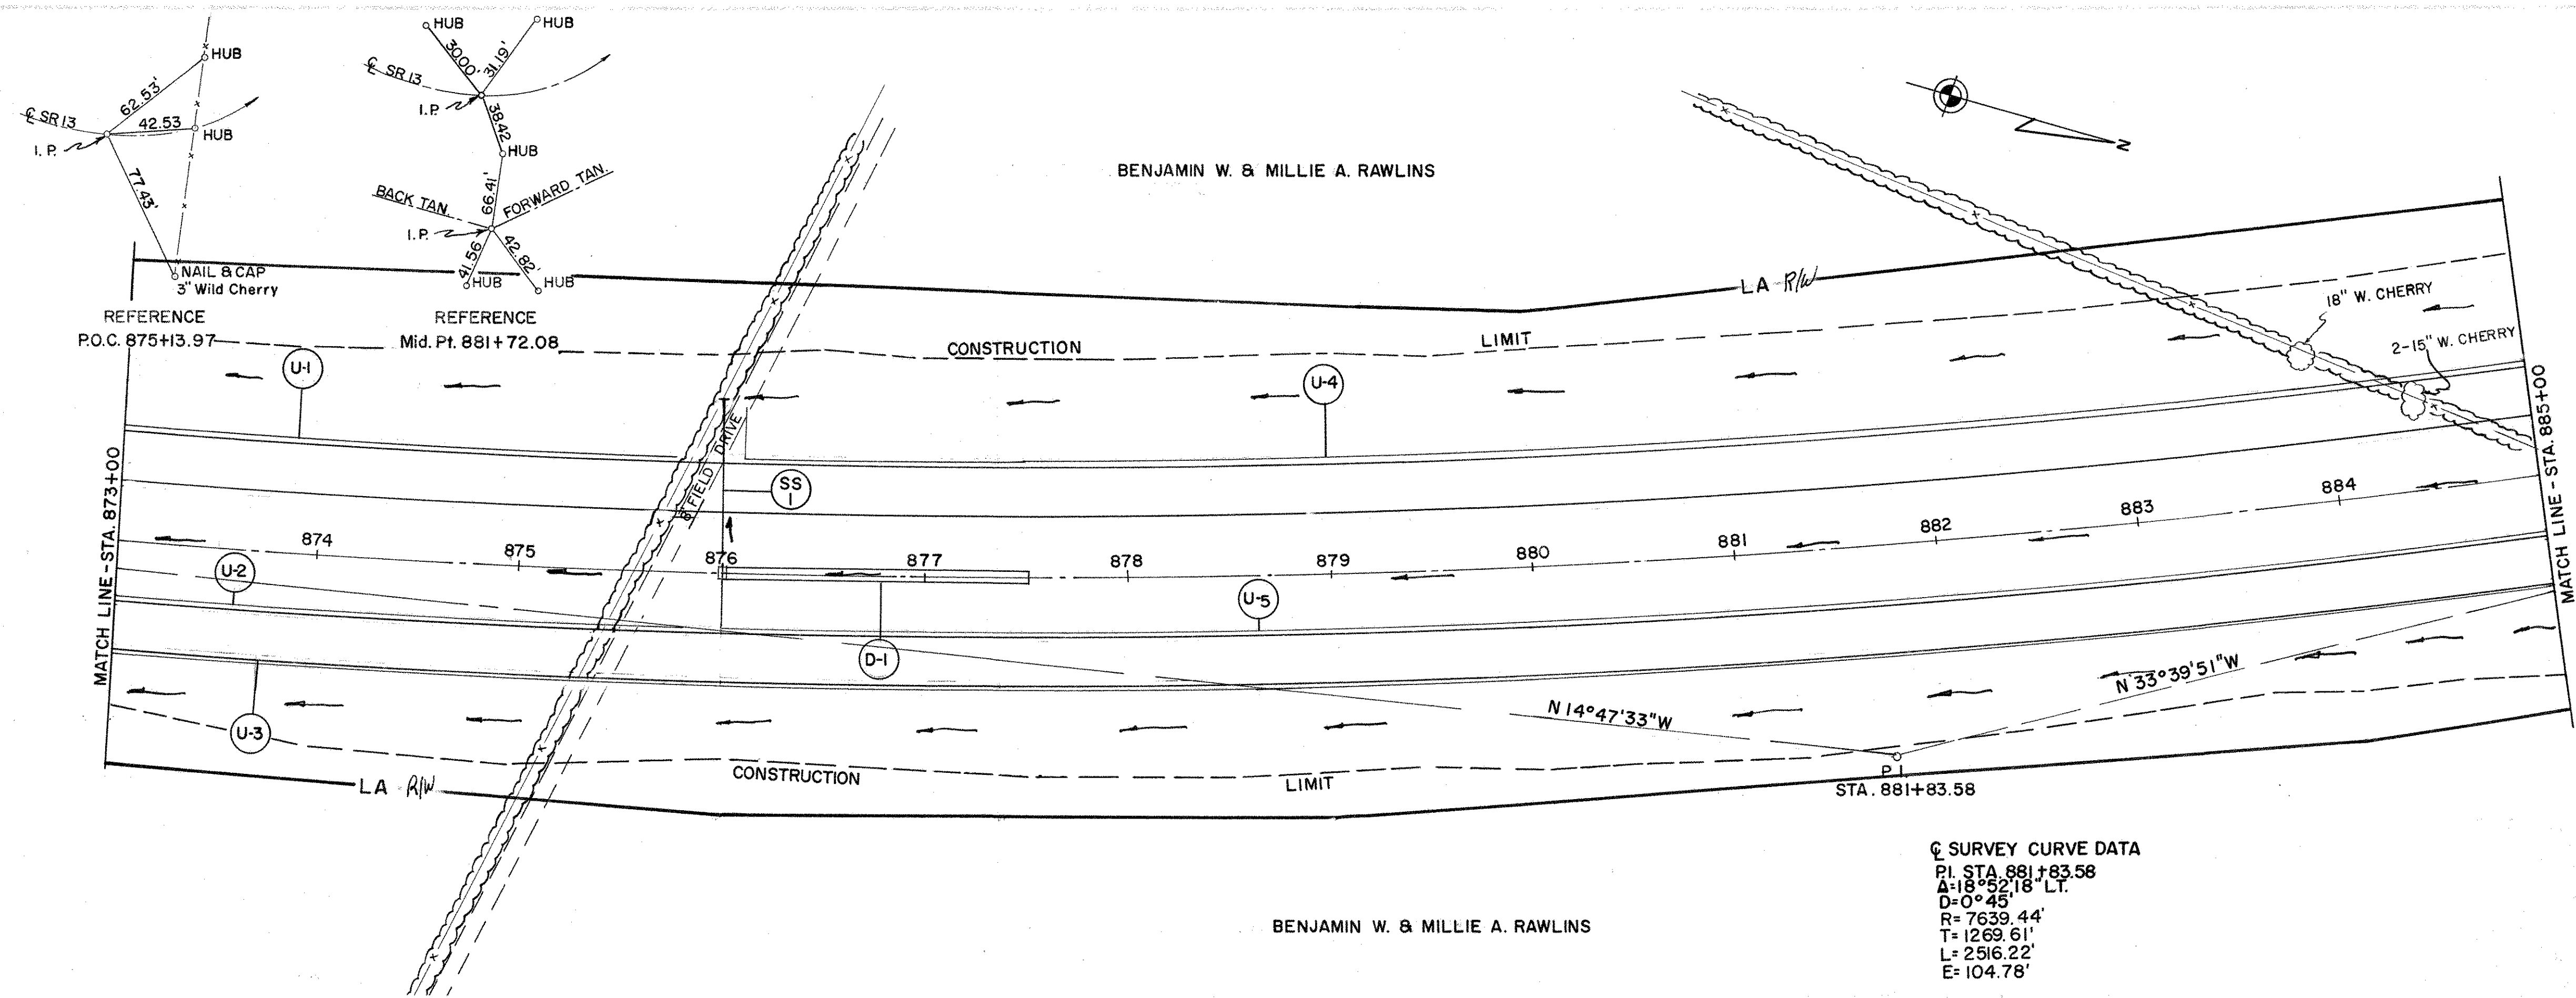 HUB
62.53'
℄ SR 13
42.53
HUB
I. P.
77.43'
NAIL & CAP
3" Wild Cherry
REFERENCE
P.O.C. 875+13.97
HUB
HUB
30.00'
31.19'
℄ SR 13
I.P.
38.42
HUB
66.41'
BACK TAN.
FORWARD TAN.
I.P.
41.56
42.82'
HUB
HUB
REFERENCE
Mid. Pt. 881+72.08
BENJAMIN W. & MILLIE A. RAWLINS
N
LA R/W
18" W. CHERRY
2-15" W. CHERRY
CONSTRUCTION LIMIT
U-1
U-4
MATCH LINE-STA. 873+00
8' FIELD DRIVE
SS
1
MATCH LINE - STA. 885+00
874
875
876
877
878
879
880
881
882
883
884
U-2
U-5
D-1
U-3
N 14°47'33"W
N 33°39'51"W
CONSTRUCTION LIMIT
LA R/W
P.I.
STA. 881+83.58
BENJAMIN W. & MILLIE A. RAWLINS
℄ SURVEY CURVE DATA
P.I. STA. 881+83.58
Δ=18°52'18" LT.
D=0°45'
R= 7639.44'
T= 1269.61'
L= 2516.22'
E= 104.78'